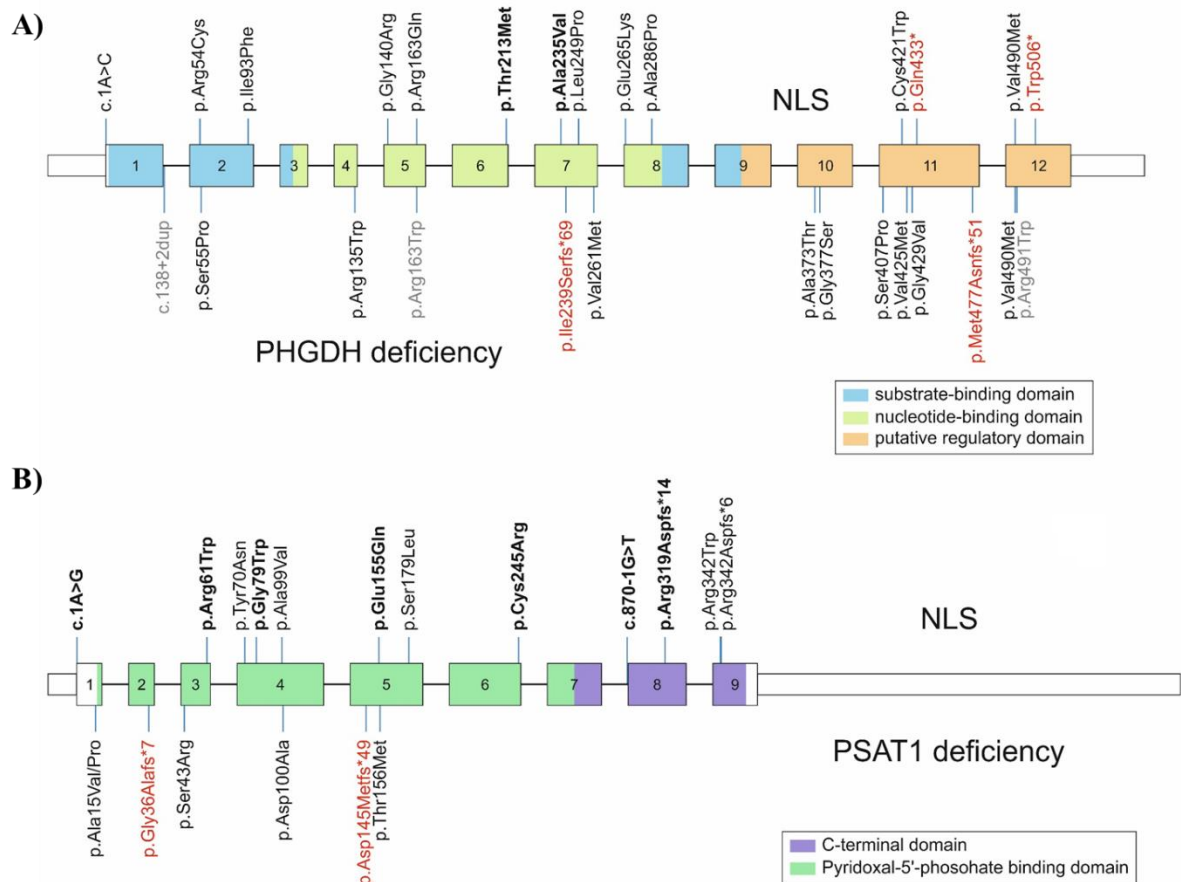 A)
c.1A>C
p.Arg54Cys
p.Ile93Phe
p.Gly140Arg
p.Arg163Gln
p.Thr213Met
p.Ala235Val
p.Leu249Pro
p.Glu265Lys
p.Ala286Pro
NLS
p.Cys421Trp
p.Gln433*
p.Val490Met
p.Trp506*
1
2
3
4
5
6
7
8
9
10
11
12
c.138+2dup
p.Ser55Pro
p.Arg135Trp
p.Arg163Trp
p.Ile239Serfs*69
p.Val261Met
p.Ala373Thr
p.Gly377Ser
p.Ser407Pro
p.Val425Met
p.Gly429Val
p.Met477Asnfs*51
p.Val490Met
p.Arg491Trp
PHGDH deficiency
substrate-binding domain
nucleotide-binding domain
putative regulatory domain
B)
c.1A>G
p.Arg61Trp
p.Tyr70Asn
p.Gly79Trp
p.Ala99Val
p.Glu155Gln
p.Ser179Leu
p.Cys245Arg
c.870-1G>T
p.Arg319Aspfs*14
p.Arg342Trp
p.Arg342Aspfs*6
NLS
1
2
3
4
5
6
7
8
9
p.Ala15Val/Pro
p.Gly36Alafs*7
p.Ser43Arg
p.Asp100Ala
p.Asp145Metfs*49
p.Thr156Met
PSAT1 deficiency
C-terminal domain
Pyridoxal-5'-phosohate binding domain